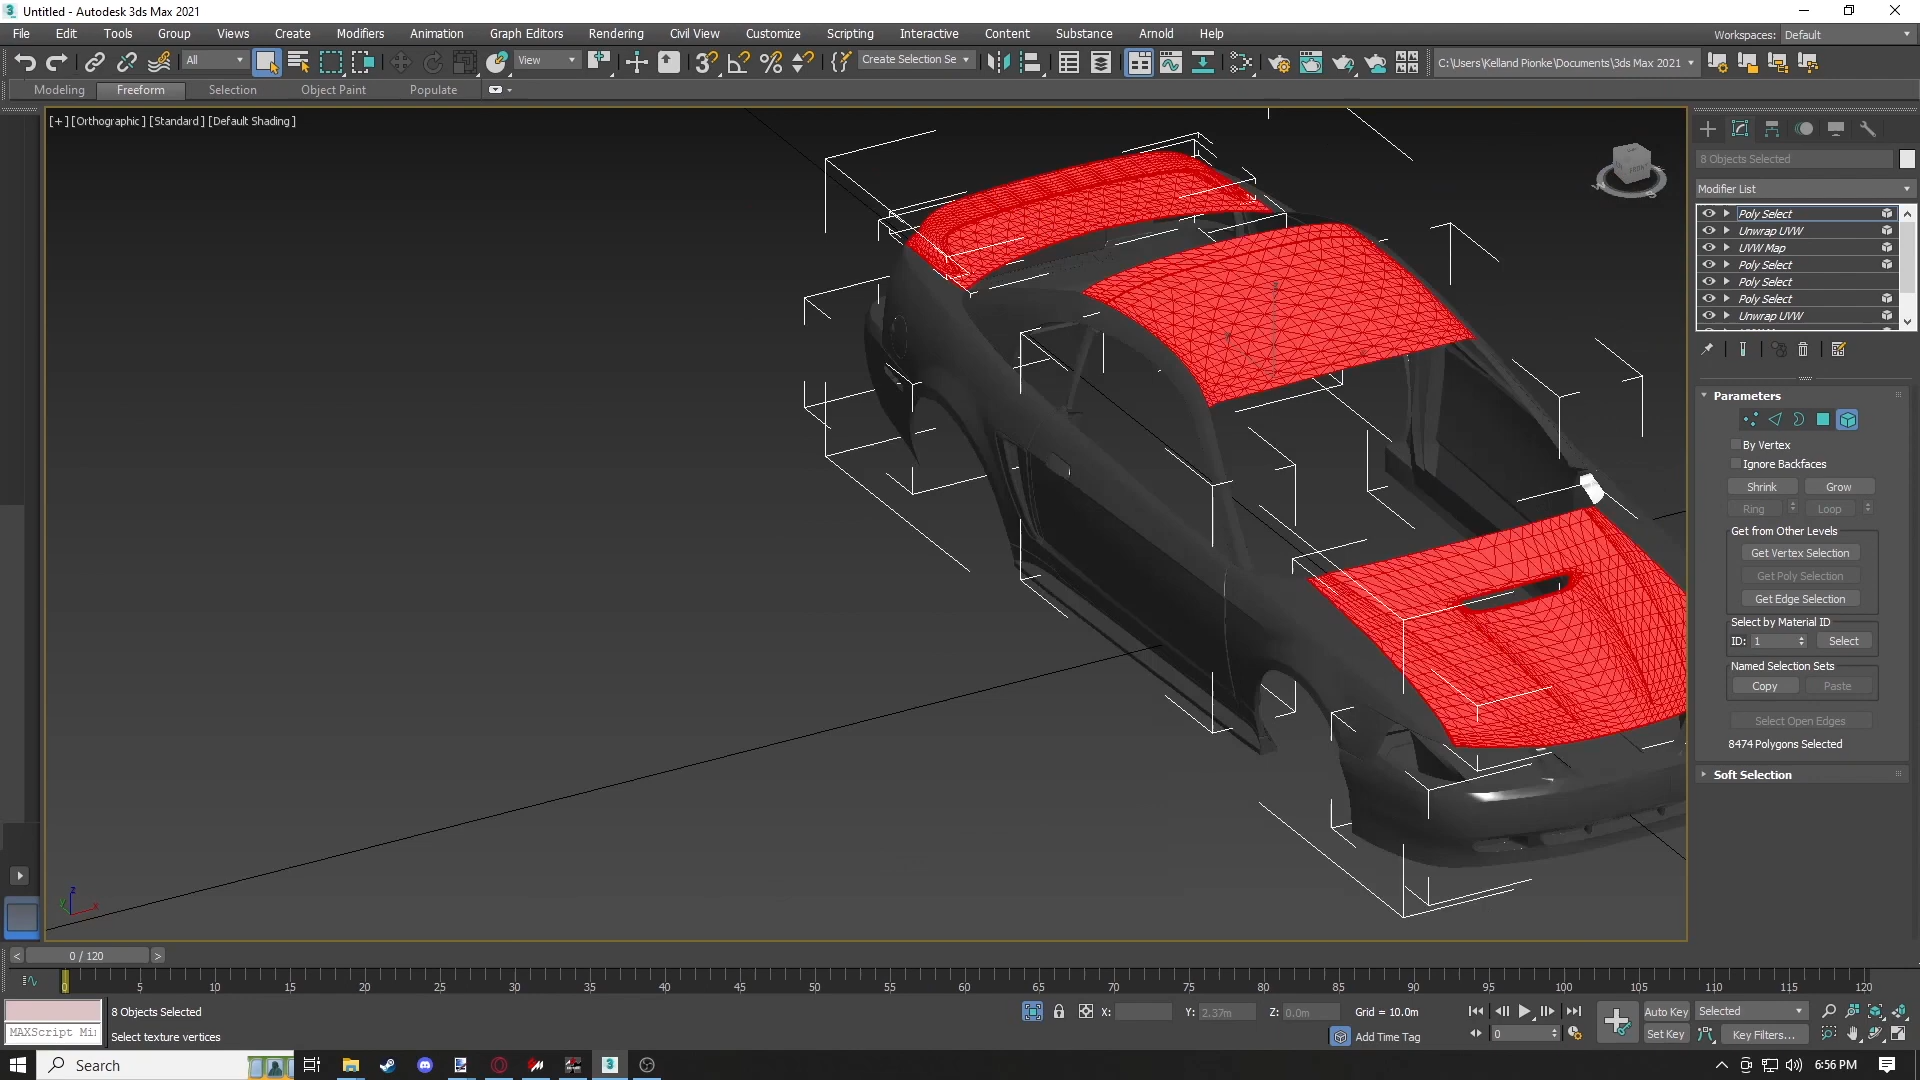 Untitled - Autodesk 3ds Max 2021
File Edit Tools Group Views Create Modifiers Animation Graph Editors Rendering Civil View Customize Scripting Interactive Content Substance Arnold Help
Workspaces: Default
All View Create Selection Se C:\Users\Kelland Pionke\Documents\3ds Max 2021
Modeling Freeform Selection Object Paint Populate
[+] [Orthographic] [Standard] [Default Shading]
8 Objects Selected
Modifier List
Poly Select
Unwrap UVW
UVW Map
Poly Select
Poly Select
Poly Select
Unwrap UVW
Parameters
By Vertex
Ignore Backfaces
Shrink Grow
Ring Loop
Get from Other Levels
Get Vertex Selection
Get Poly Selection
Get Edge Selection
Select by Material ID
ID: 1 Select
Named Selection Sets
Copy Paste
Select Open Edges
8474 Polygons Selected
Soft Selection
z
y x
< 0 / 120 >
0 5 10 15 20 25 30 35 40 45 50 55 60 65 70 75 80 85 90 95 100 105 110 115 120
8 Objects Selected
X: Y: 2.37m Z: 0.0m Grid = 10.0m
Auto Key Selected
MAXScript Mi
Select texture vertices
Add Time Tag
0
Set Key Key Filters...
Search
6:56 PM